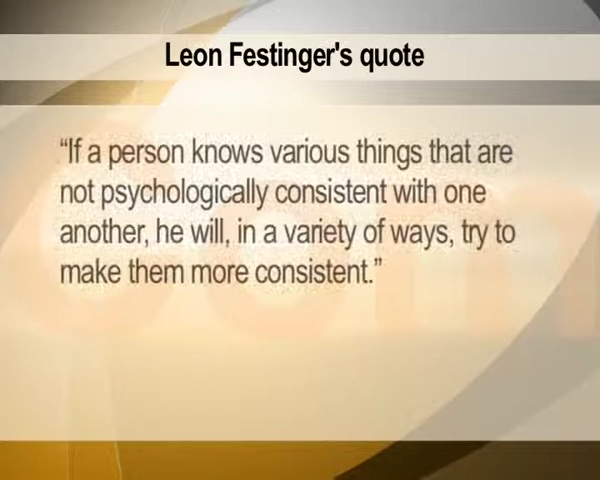 Leon Festinger's quote
“If a person knows various things that are
not psychologically consistent with one
another, he will, in a variety of ways, try to
make them more consistent.”